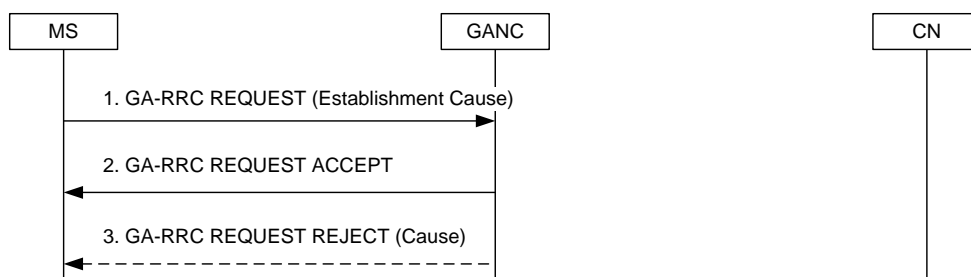 MS
GANC
CN
1. GA-RRC REQUEST (Establishment Cause)
2. GA-RRC REQUEST ACCEPT
3. GA-RRC REQUEST REJECT (Cause)